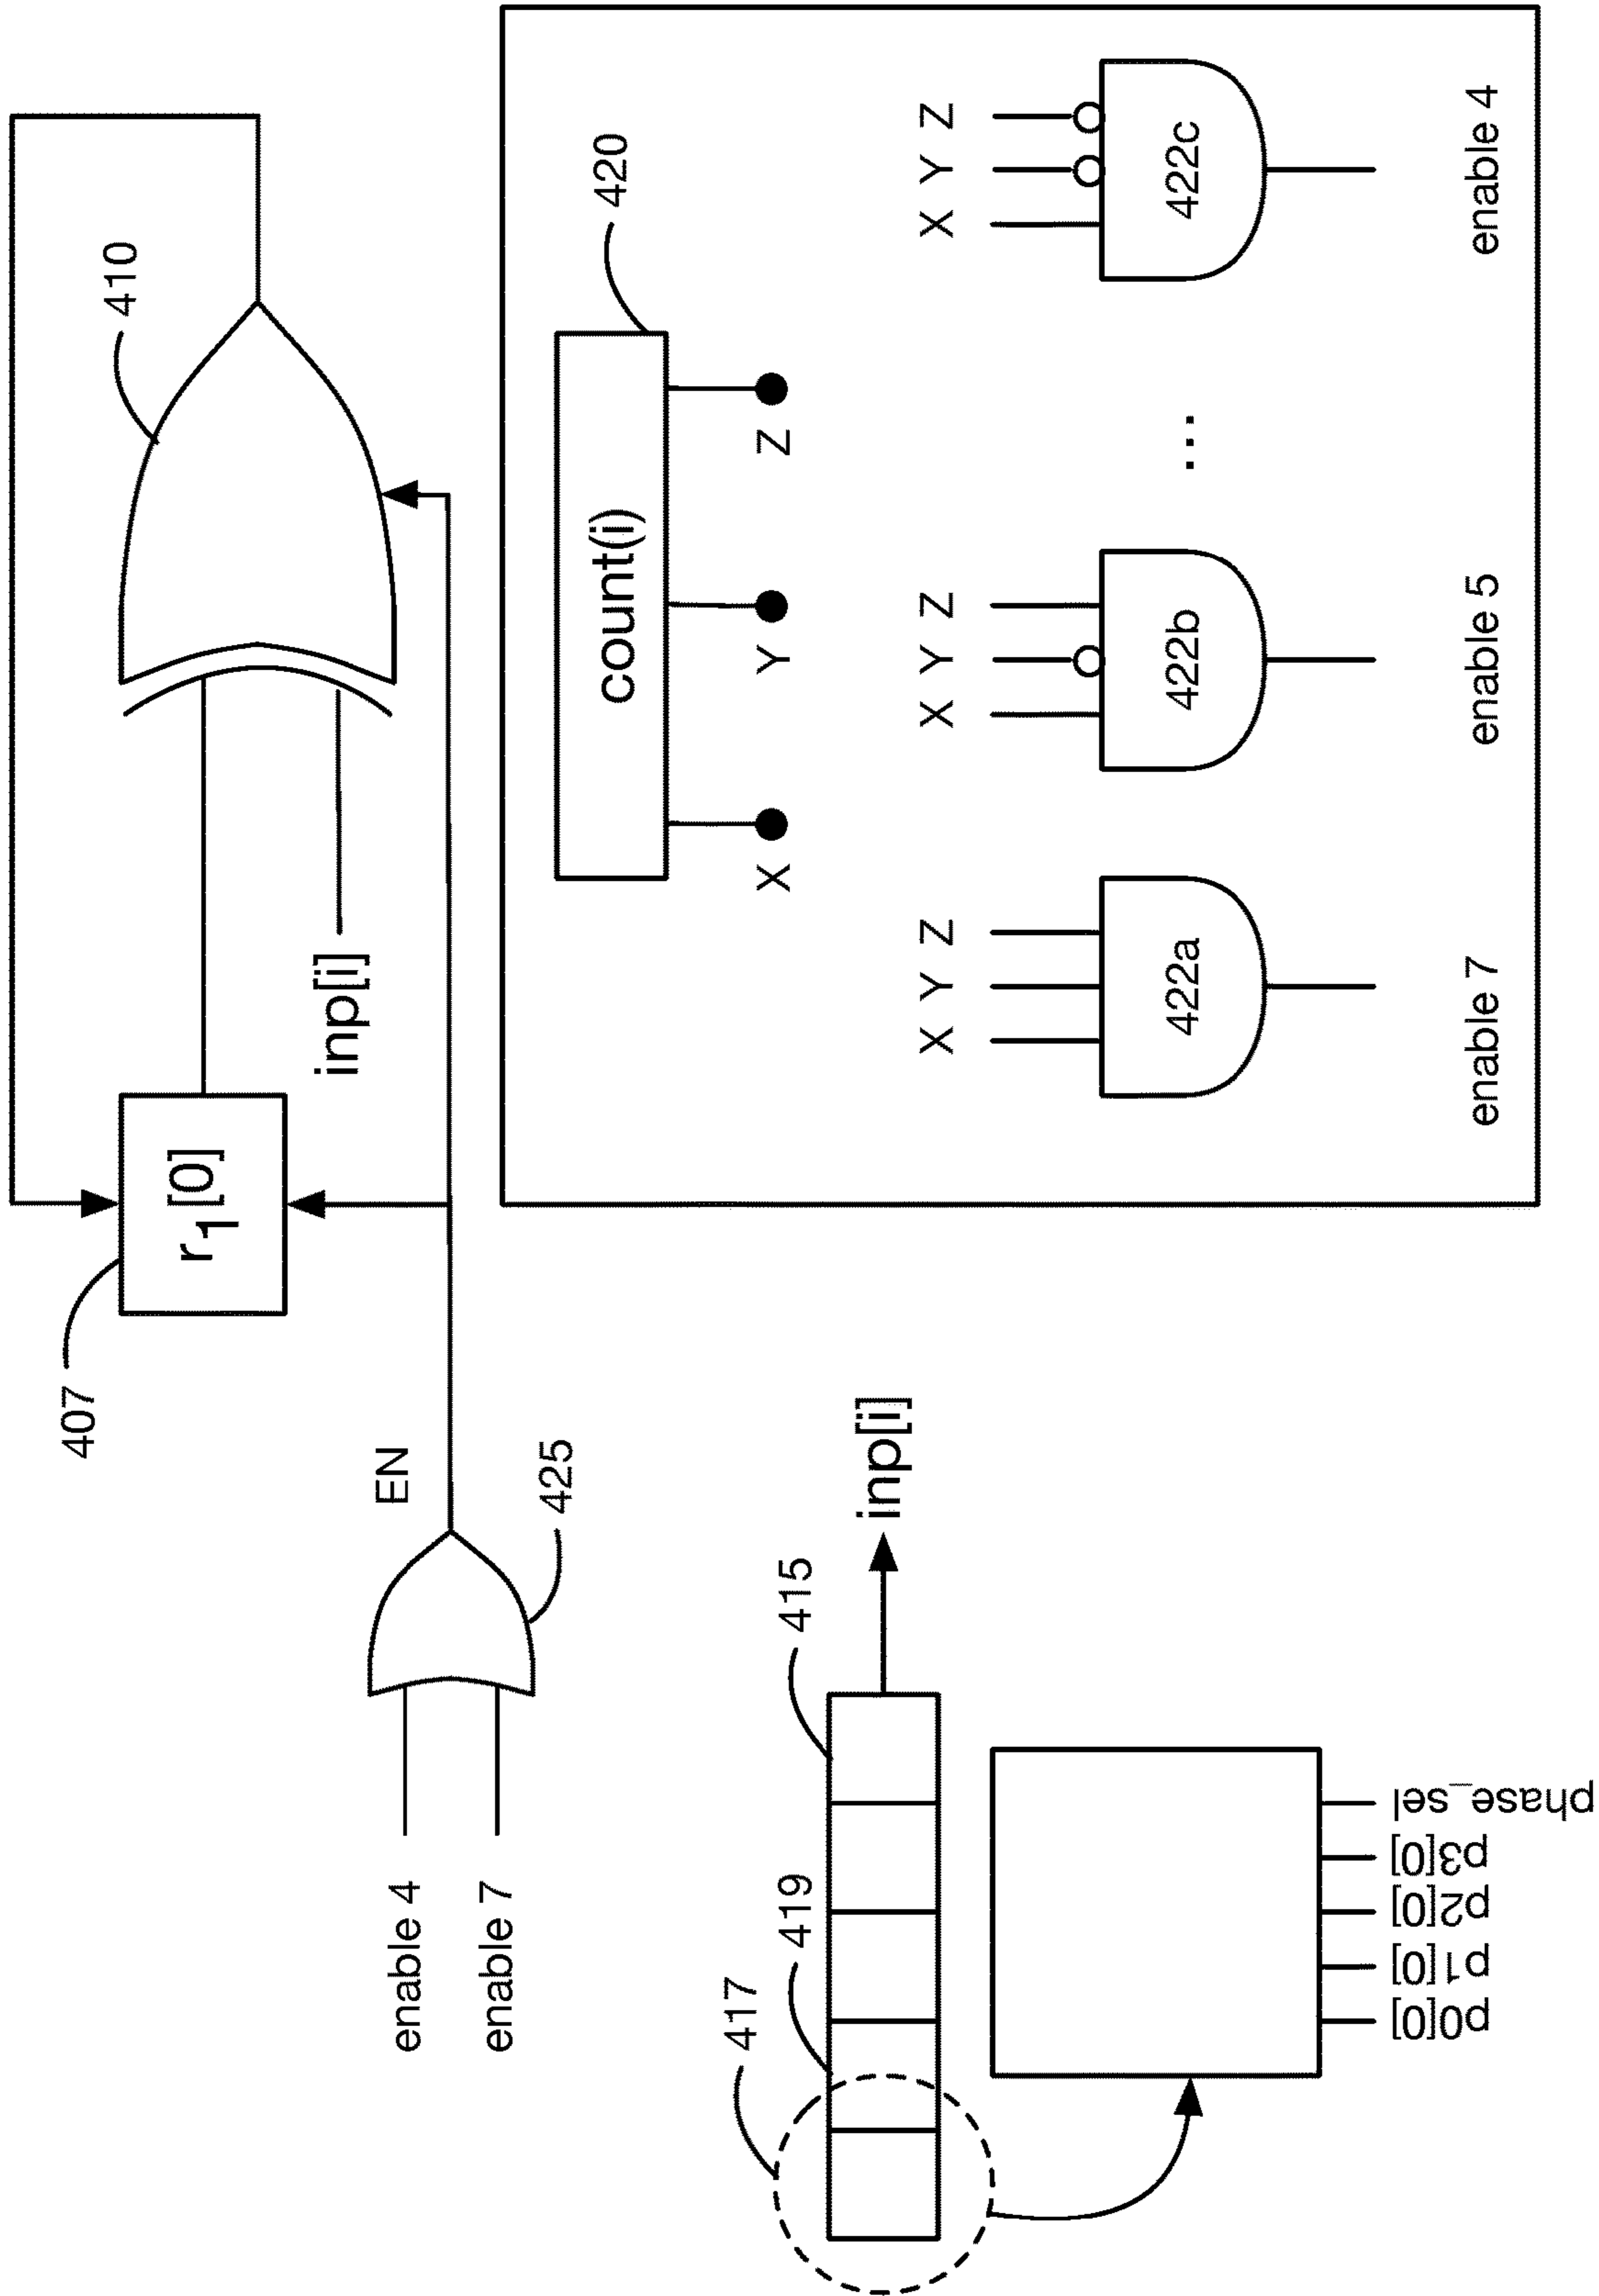 407
410
r1[0]
inp[i]
EN
enable 4
enable 7
425
420
count(i)
X Y Z
X Y Z
X Y Z
X Y Z
422a
422b
...
422c
enable 7
enable 5
enable 4
417
419
415
inp[i]
p0[0]
p1[0]
p2[0]
p3[0]
phase_sel